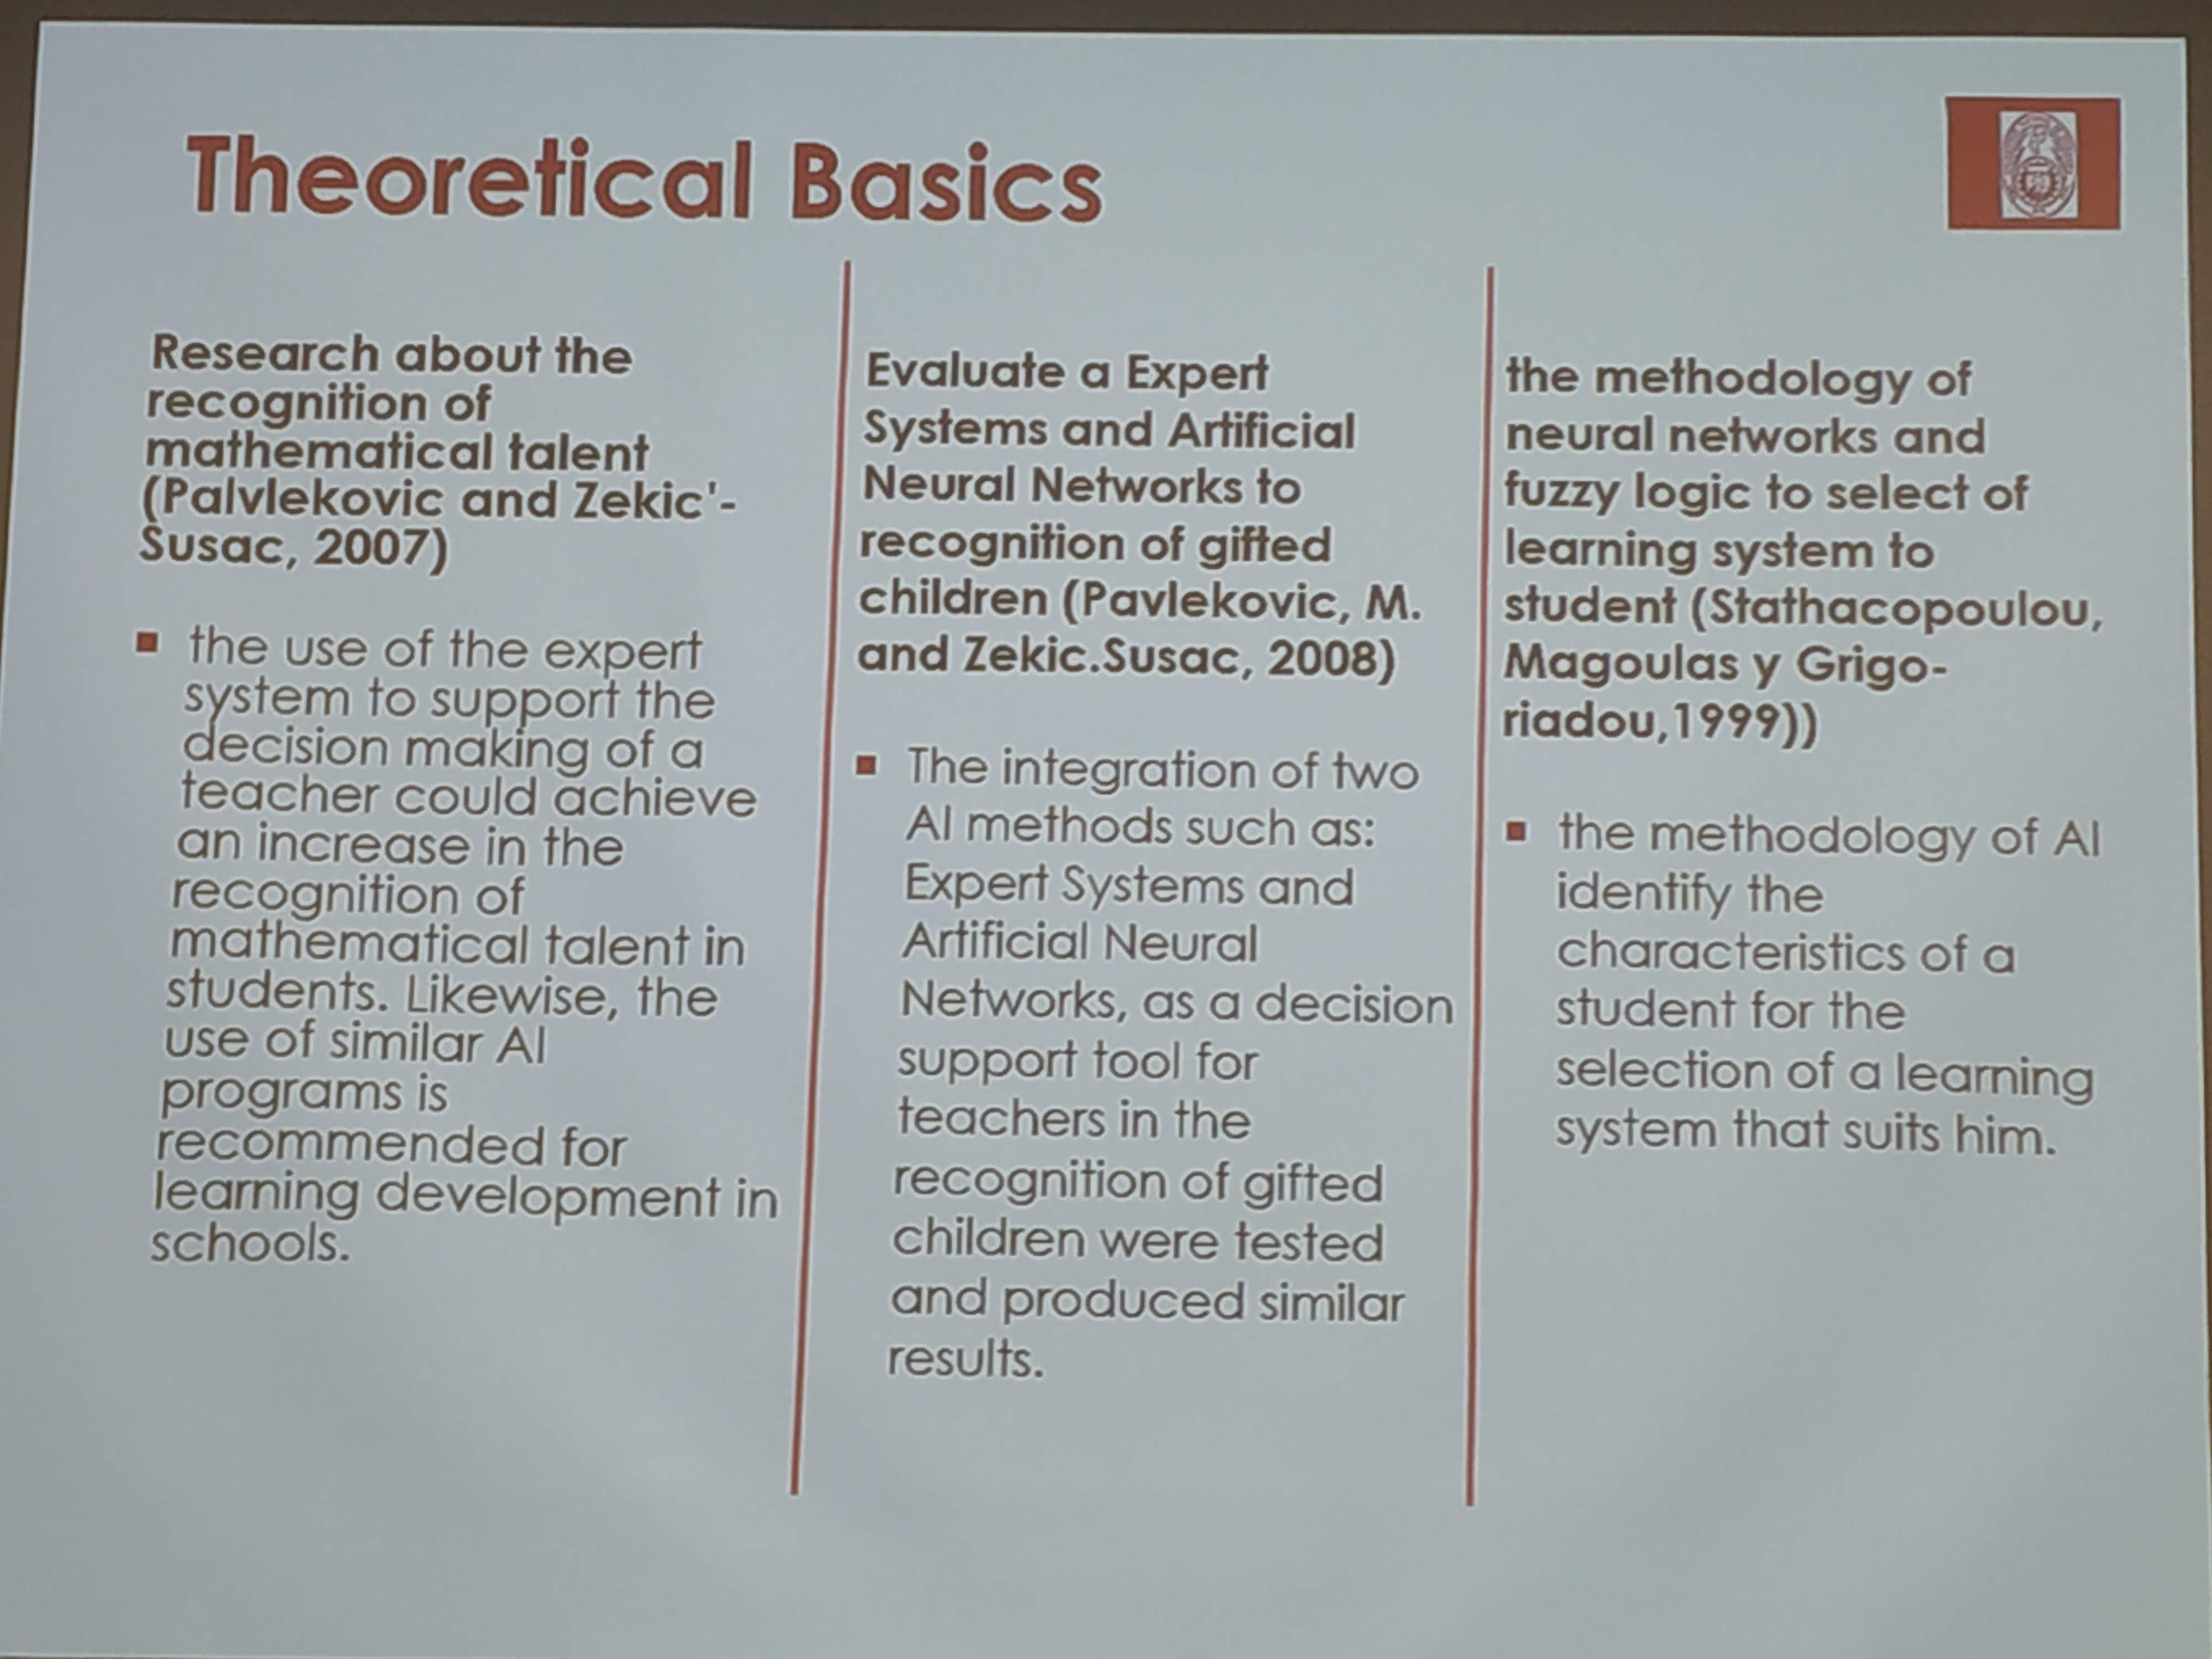 Theoretical Basics
Research about the
recognition of
mathematical talent
(Palvlekovic and Zekic'-
Susac, 2007)
▪ the use of the expert
system to support the
decision making of a
teacher could achieve
an increase in the
recognition of
mathematical talent in
students. Likewise, the
use of similar AI
programs is
recommended for
learning development in
schools.
Evaluate a Expert
Systems and Artificial
Neural Networks to
recognition of gifted
children (Pavlekovic, M.
and Zekic.Susac, 2008)
▪ The integration of two
AI methods such as:
Expert Systems and
Artificial Neural
Networks, as a decision
support tool for
teachers in the
recognition of gifted
children were tested
and produced similar
results.
the methodology of
neural networks and
fuzzy logic to select of
learning system to
student (Stathacopoulou,
Magoulas y Grigo-
riadou,1999))
▪ the methodology of AI
identify the
characteristics of a
student for the
selection of a learning
system that suits him.